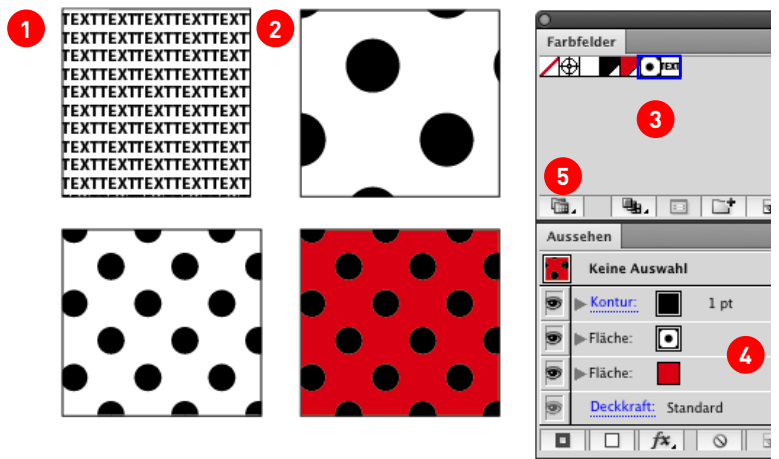 1
TEXTTEXTTEXTTEXTTEXT
TEXTTEXTTEXTTEXTTEXT
TEXTTEXTTEXTTEXTTEXT
TEXTTEXTTEXTTEXTTEXT
TEXTTEXTTEXTTEXTTEXT
TEXTTEXTTEXTTEXTTEXT
TEXTTEXTTEXTTEXTTEXT
TEXTTEXTTEXTTEXTTEXT
TEXTTEXTTEXTTEXTTEXT
TEXTTEXTTEXTTEXTTEXT
2
Farbfelder
TEXT
3
5
Aussehen
Keine Auswahl
Kontur: 1 pt
Fläche:
4
Fläche:
Deckkraft: Standard
fx